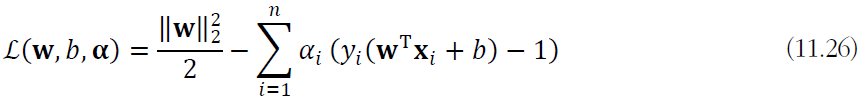 ℒ(𝐰, 𝑏, 𝛂) = ‖𝐰‖₂² / 2 − ∑ᵢ₌₁ⁿ 𝛼ᵢ (𝑦ᵢ(𝐰ᵀ𝐱ᵢ + 𝑏) − 1) (11.26)